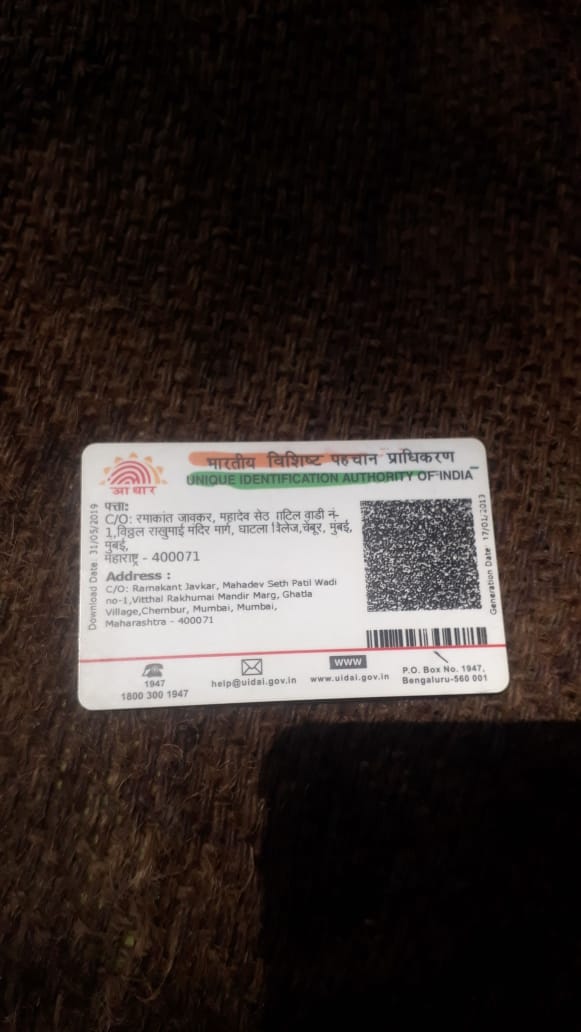 भारतीय विशिष्ट पहचान प्राधिकरण
UNIQUE IDENTIFICATION AUTHORITY OF INDIA
आधार
Download Date: 31/05/2019
पत्ता:
C/O: रमाकांत जावकर, महादेव सेठ पाटिल वाडी नं-
1,विठ्ठल राखुमाई मंदिर मार्ग, घाटला विलेज,चेंबूर, मुंबई,
मुंबई,
महाराष्ट्र - 400071
Address :
C/O: Ramakant Javkar, Mahadev Seth Patil Wadi
no-1,Vitthal Rakhumai Mandir Marg, Ghatla
Village,Chembur, Mumbai, Mumbai,
Maharashtra - 400071
Generation Date : 17/01/2013
1947
1800 300 1947
help@uidai.gov.in
WWW
www.uidai.gov.in
P.O. Box No. 1947,
Bengaluru-560 001